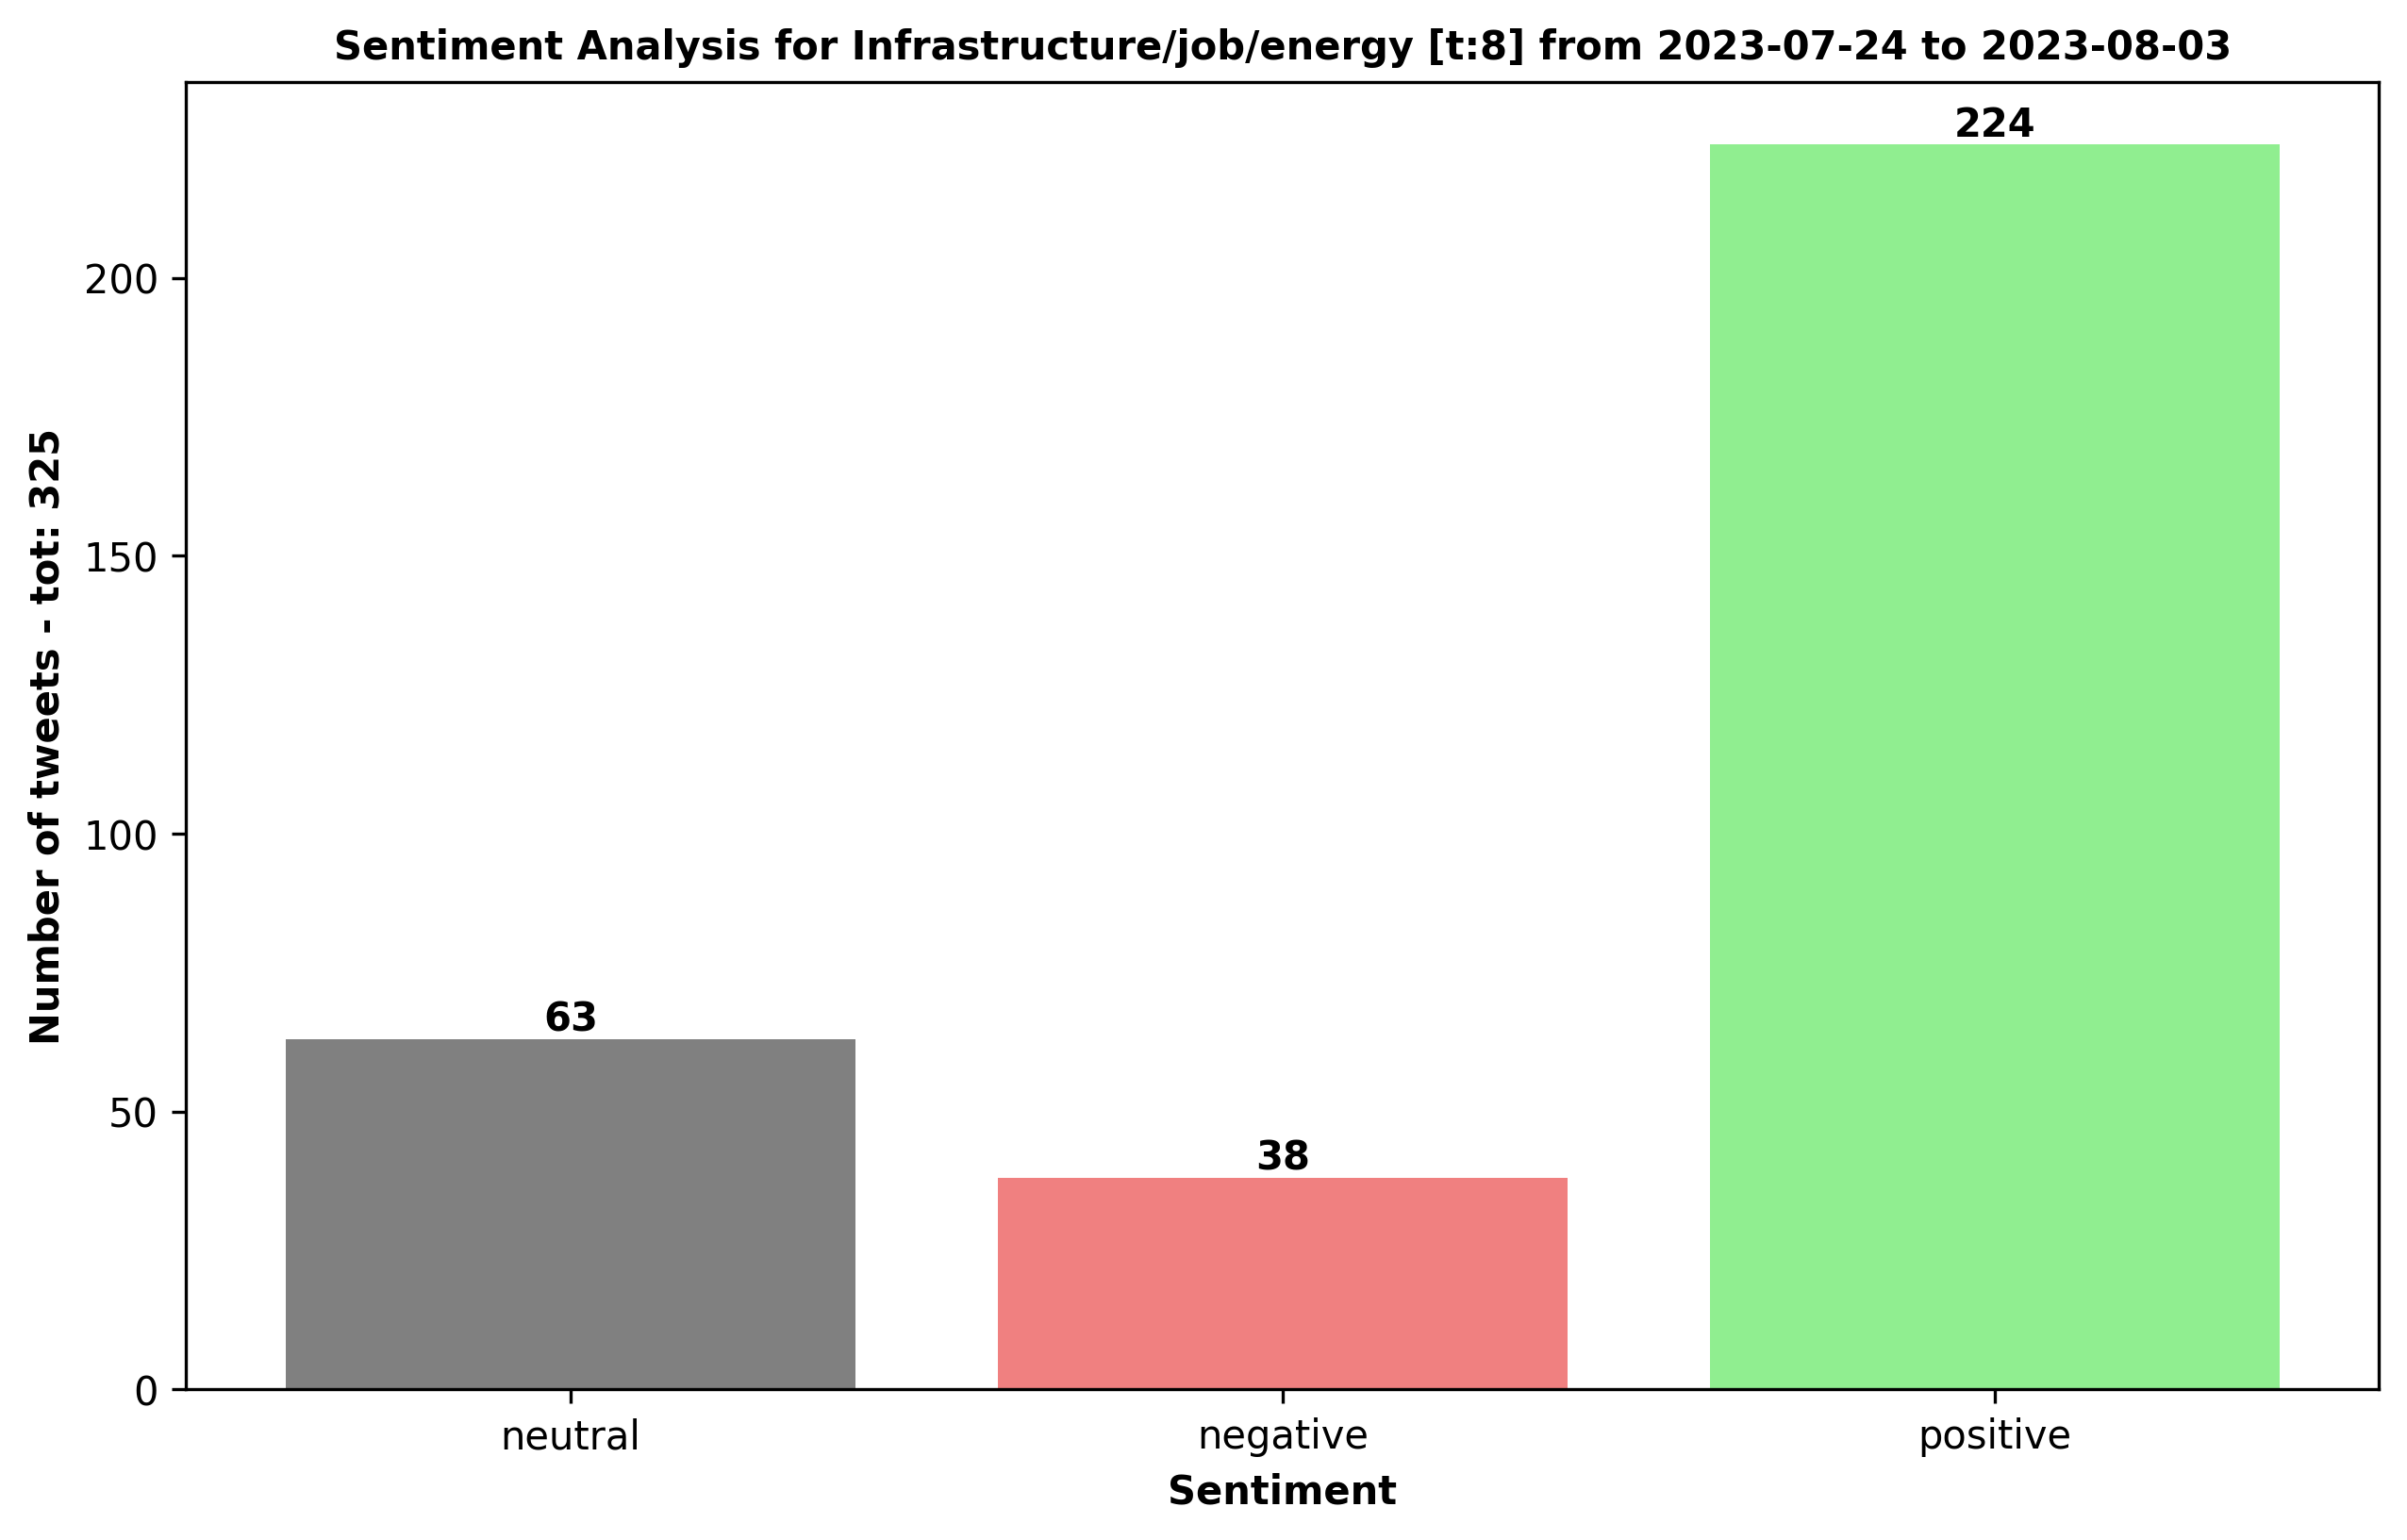 Sentiment Analysis for Infrastructure/job/energy [t:8] from 2023-07-24 to 2023-08-03
Number of tweets - tot: 325
200
150
100
50
0
63
38
224
neutral
negative
positive
Sentiment